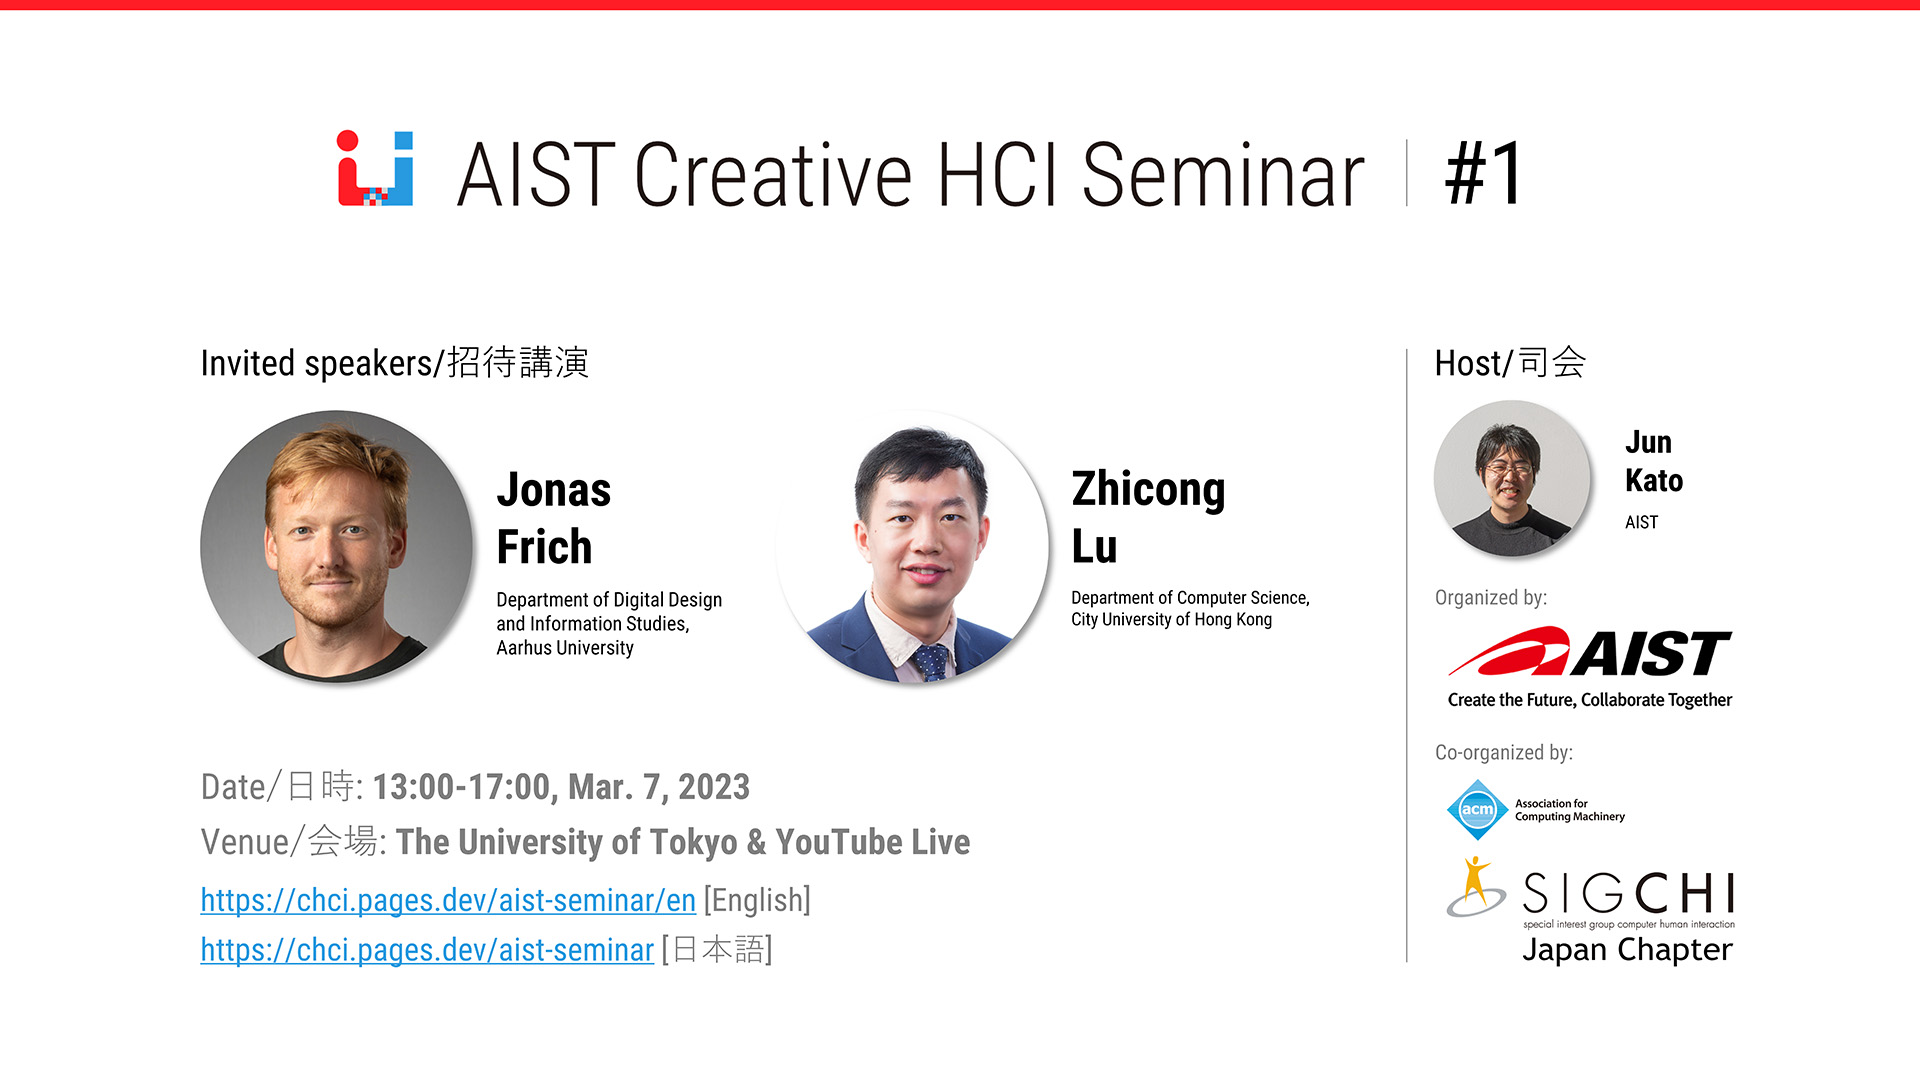 AIST Creative HCI Seminar
#1
Invited speakers/招待講演
Jonas
Frich
Department of Digital Design
and Information Studies,
Aarhus University
Zhicong
Lu
Department of Computer Science,
City University of Hong Kong
Date/日時: 13:00-17:00, Mar. 7, 2023
Venue/会場: The University of Tokyo & YouTube Live
https://chci.pages.dev/aist-seminar/en [English]
https://chci.pages.dev/aist-seminar [日本語]
Host/司会
Jun
Kato
AIST
Organized by:
AIST
Create the Future, Collaborate Together
Co-organized by:
acm
Association for
Computing Machinery
SIGCHI
special interest group computer human interaction
Japan Chapter